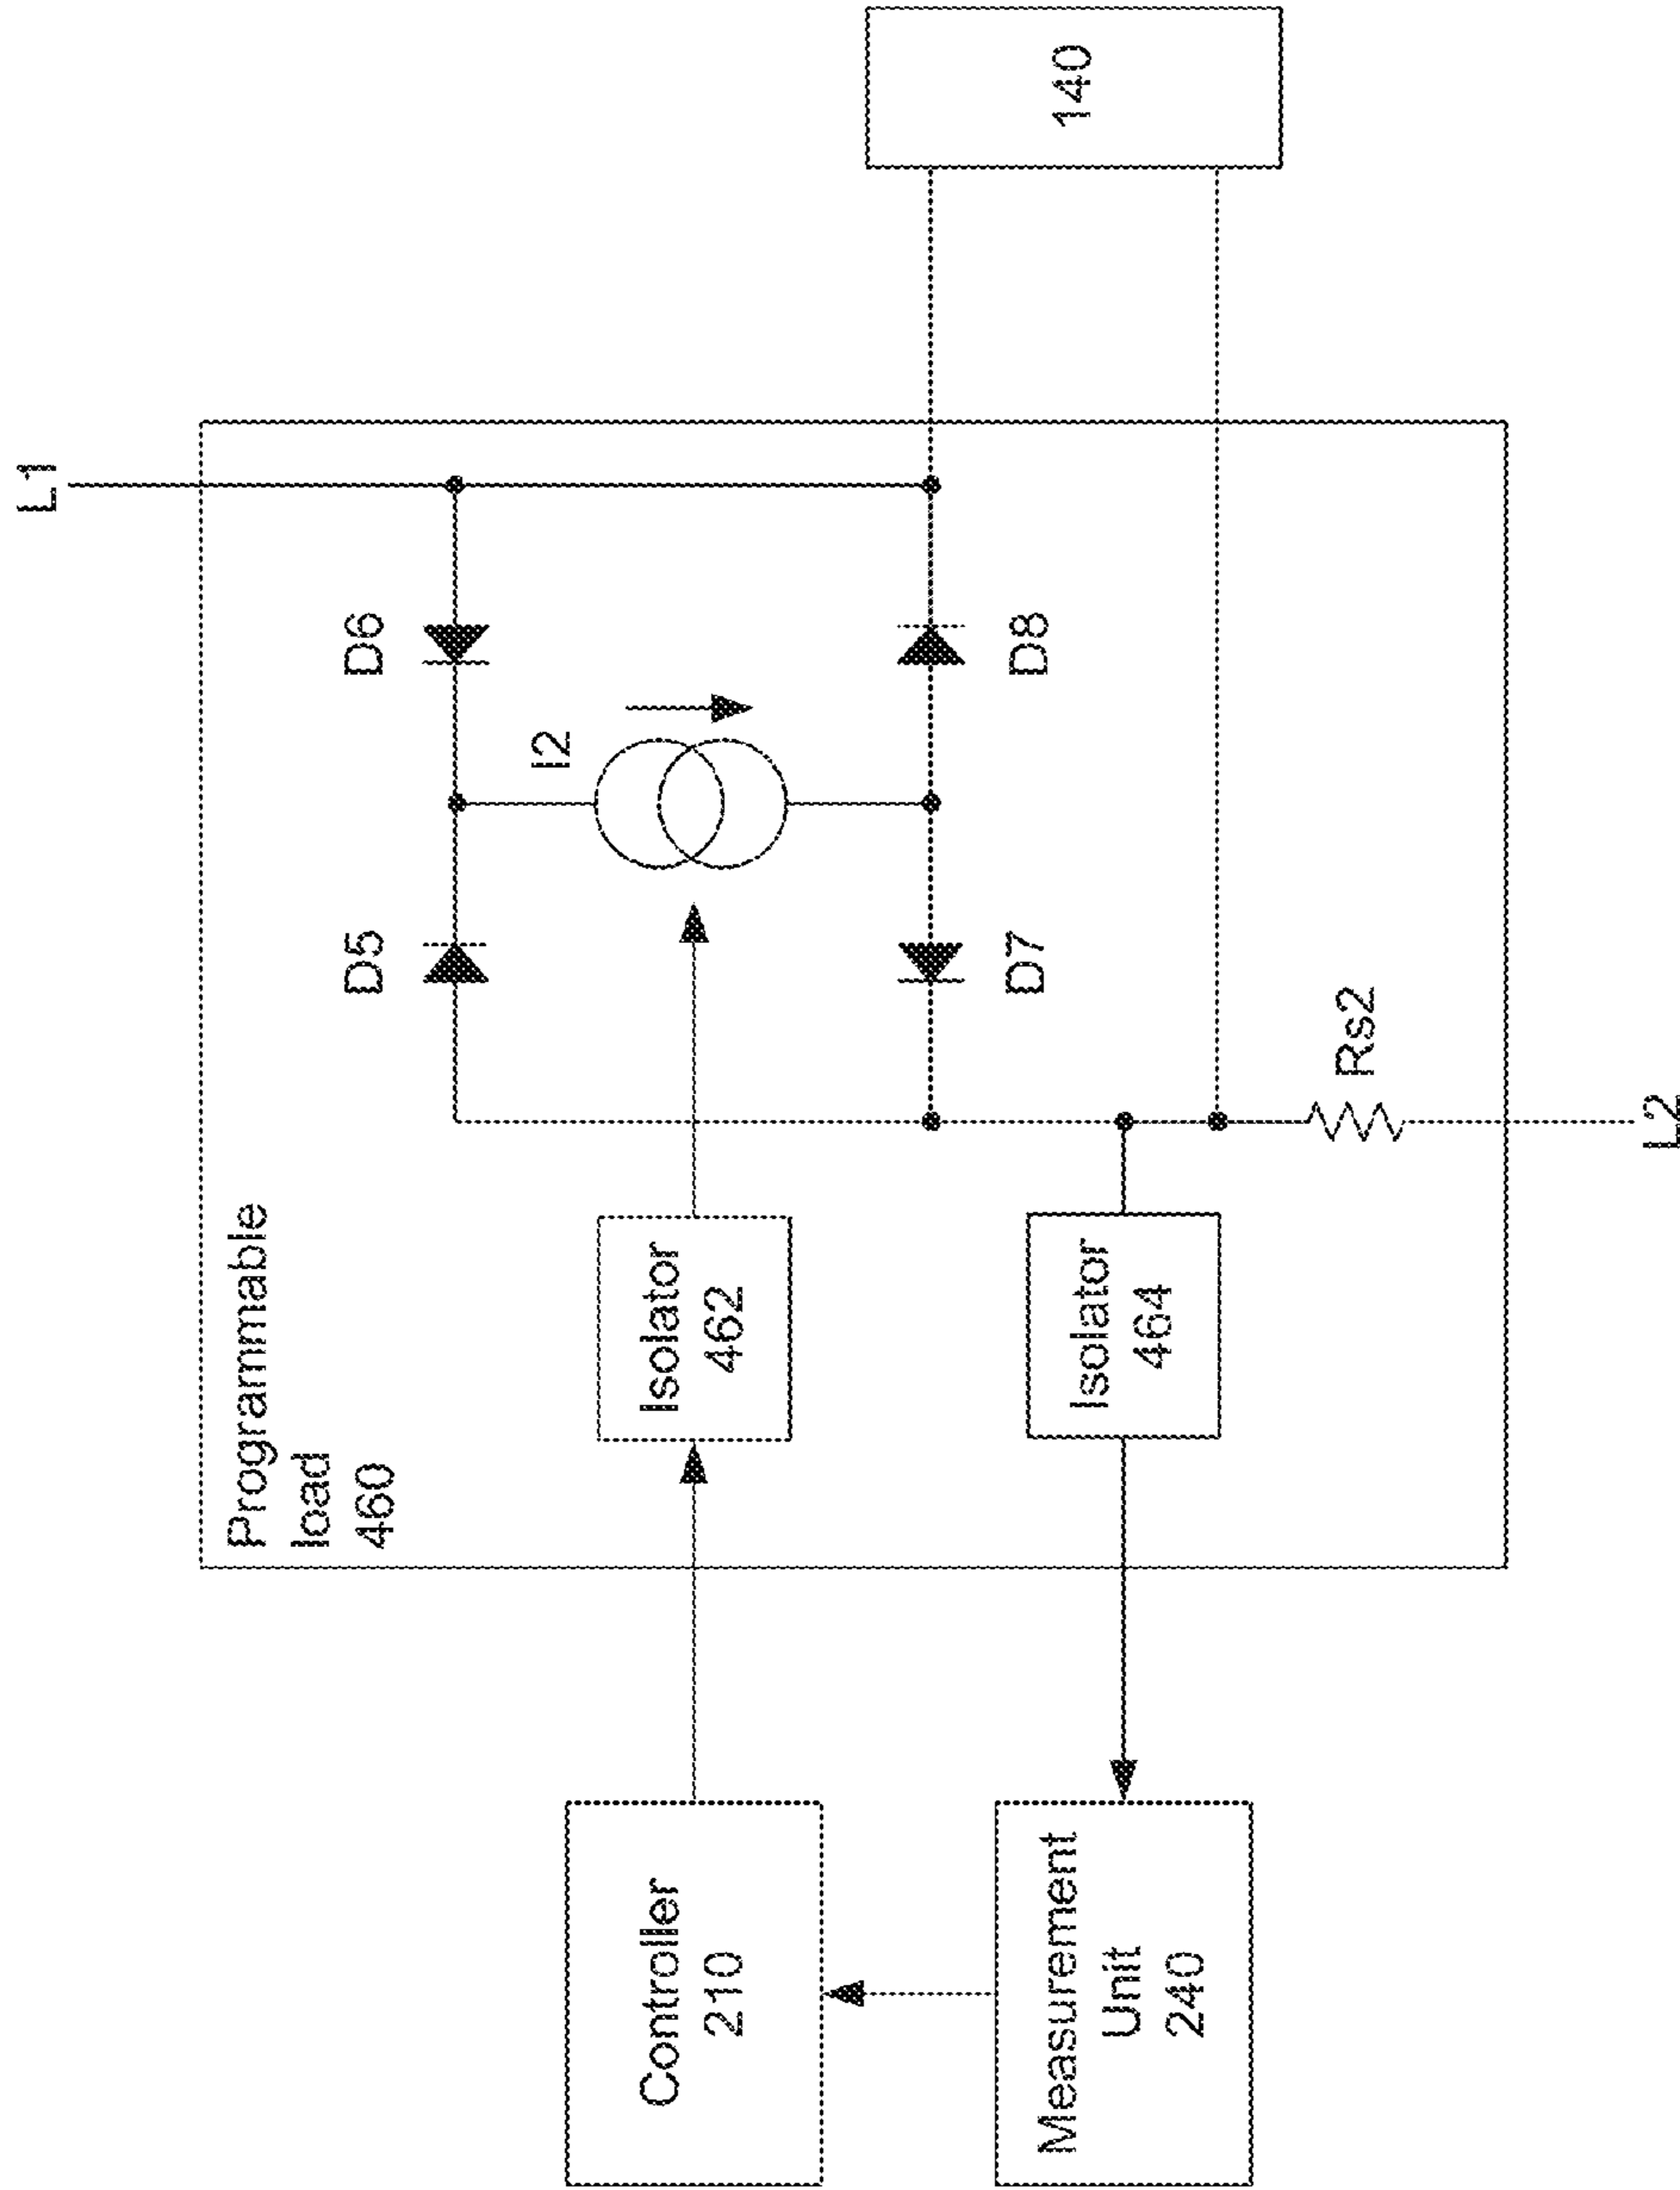 Programmable
load
460
L1
D5
D6
I2
D7
D8
Isolator
462
Isolator
464
Rs2
L2
140
Controller
210
Measurement
Unit
240